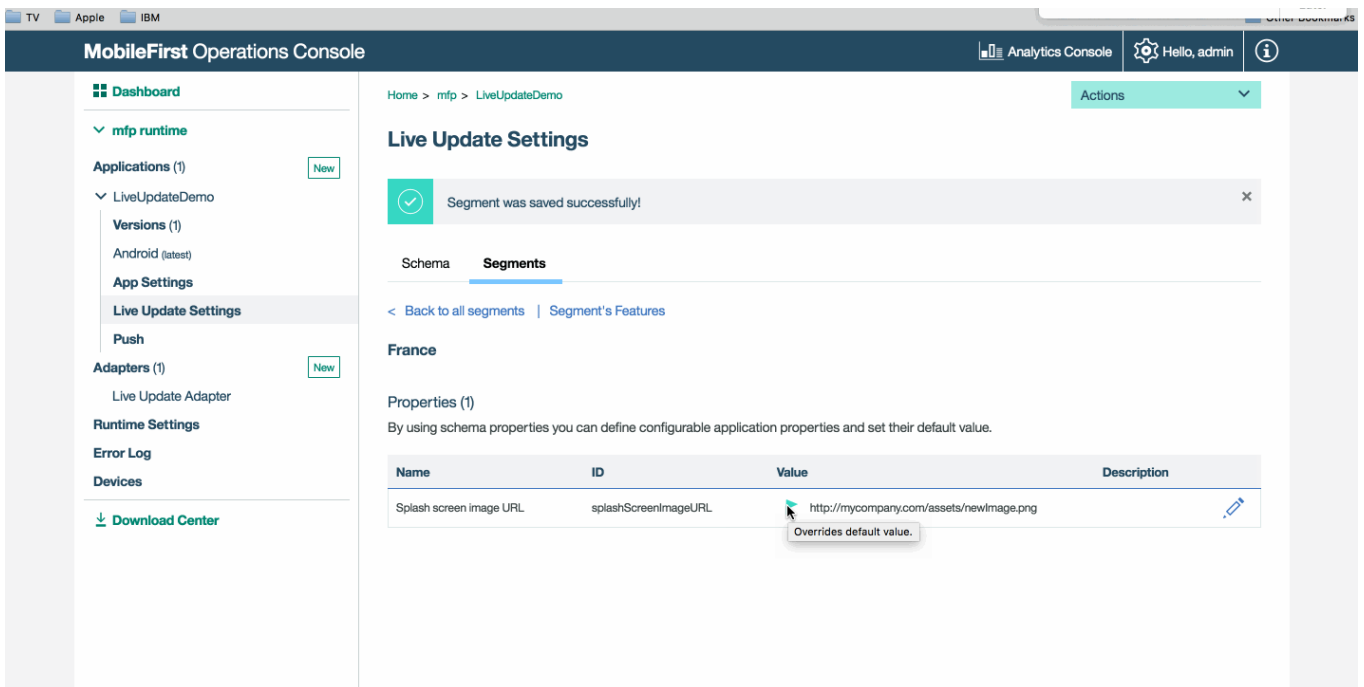 TV Apple IBM
MobileFirst Operations Console Analytics Console Hello, admin
Dashboard
mfp runtime
Applications (1) New
LiveUpdateDemo
Versions (1)
Android (latest)
App Settings
Live Update Settings
Push
Adapters (1) New
Live Update Adapter
Runtime Settings
Error Log
Devices
Download Center
Home > mfp > LiveUpdateDemo
Actions
Live Update Settings
Segment was saved successfully!
Schema Segments
< Back to all segments | Segment's Features
France
Properties (1)
By using schema properties you can define configurable application properties and set their default value.
Name ID Value Description
Splash screen image URL splashScreenImageURL http://mycompany.com/assets/newImage.png
Overrides default value.